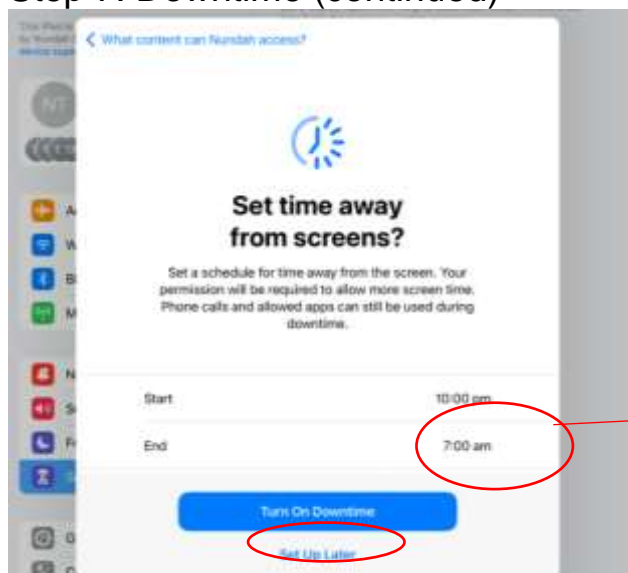 Step 7: Downtime (continued)
What content can Nundah access?
NT
Set time away
from screens?
Set a schedule for time away from the screen. Your
permission will be required to allow more screen time.
Phone calls and allowed apps can still be used during
downtime.
Start 10:00 pm
End 7:00 am
Turn On Downtime
Set Up Later